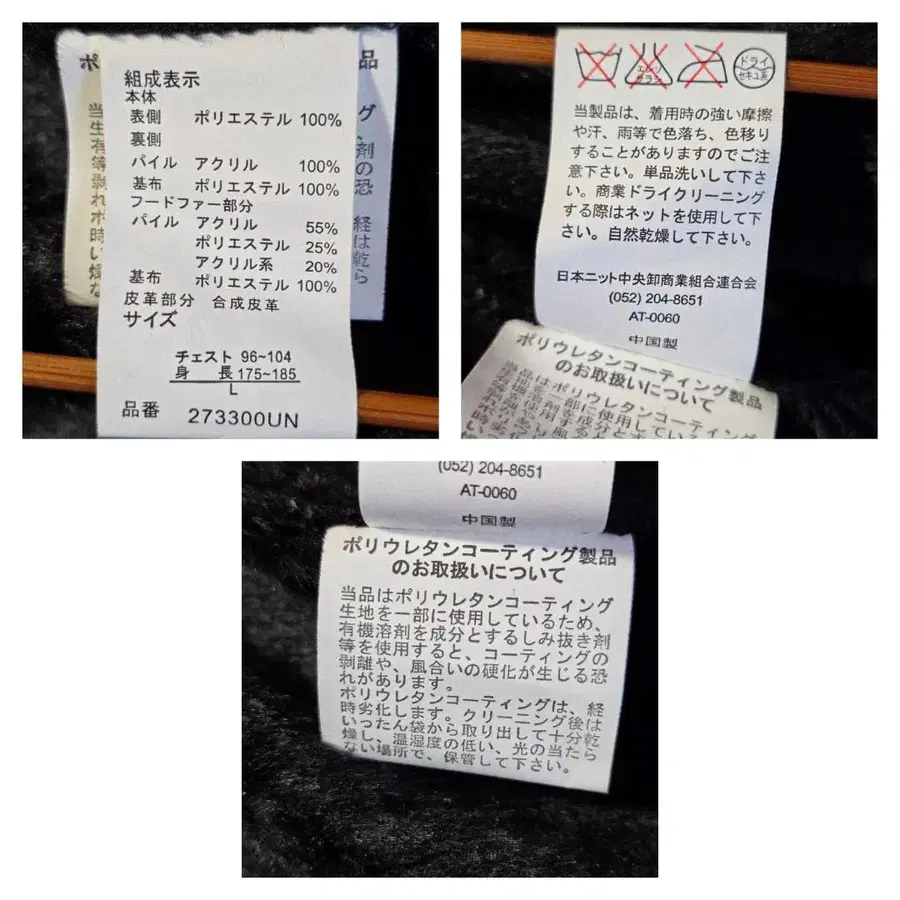 組成表示
本体
表側 ポリエステル 100%
裏側
パイル アクリル 100%
基布 ポリエステル 100%
フードファー部分
パイル アクリル 55%
ポリエステル 25%
アクリル系 20%
基布 ポリエステル 100%
皮革部分 合成皮革
サイズ
チェスト 96~104
身 長 175~185
L
品番 273300UN
エンソ
サラシ
ドライ
セキユ系
当製品は、着用時の強い摩擦
や汗、雨等で色落ち、色移り
することがありますのでご注
意下さい。単品洗いして下さ
い。商業ドライクリーニング
する際はネットを使用して下
さい。自然乾燥して下さい。
日本ニット中央卸商業組合連合会
(052) 204-8651
AT-0060
中国製
ポリウレタンコーティング製品
のお取扱いについて
当品はポリウレタンコーティング
(052) 204-8651
AT-0060
中国製
ポリウレタンコーティング製品
のお取扱いについて
当品はポリウレタンコーティング
生地を一部に使用しているため、
有機溶剤を成分とするしみ抜き剤
等を使用すると、コーティングの
剥離や、風合いの硬化が生じる恐
れがあります。
ポリウレタンコーティングは、経
時劣化します。クリーニング後は
いったん袋から取り出して十分乾
燥し、温湿度の低い、光の当たら
ない場所で、保管して下さい。